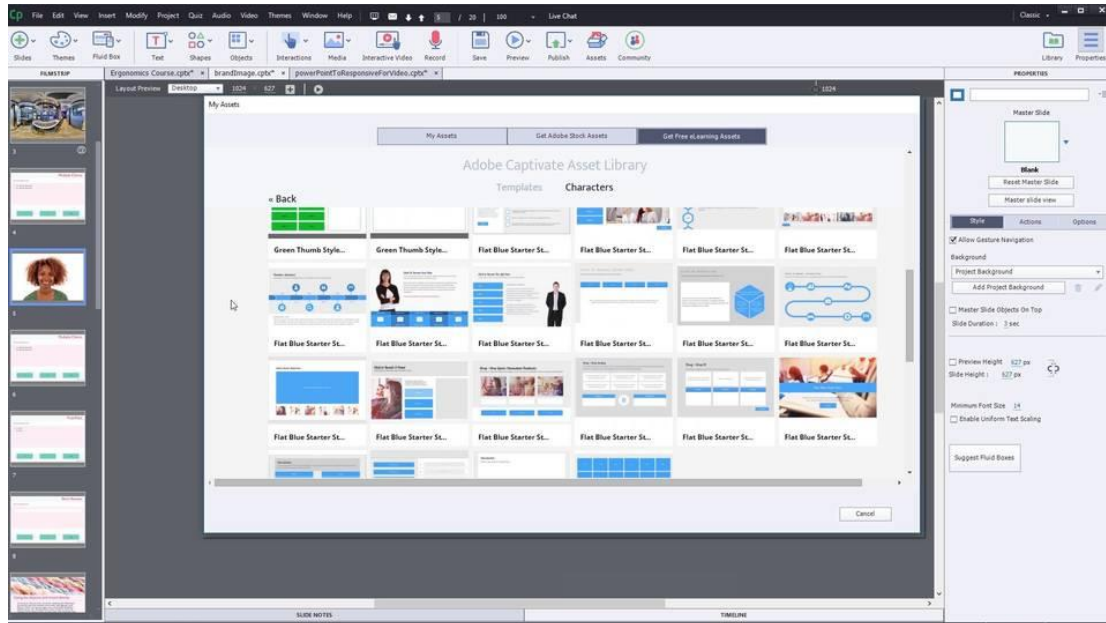 Cp File Edit View Insert Modify Project Quiz Audio Video Themes Window Help 5 / 20 100 Live Chat Classic
Slides Themes Fluid Box Text Shapes Objects Interactions Media Interactive Video Record Save Preview Publish Assets Community Library Properties
FILMSTRIP
Ergonomics Course.cptx* × brandImage.cptx* × powerPointToResponsiveForVideo.cptx* ×
PROPERTIES
Layout Preview Desktop 1024 627
1024
My Assets
My Assets Get Adobe Stock Assets Get Free eLearning Assets
Adobe Captivate Asset Library
Templates Characters
« Back
Green Thumb Style... Green Thumb Style... Flat Blue Starter St... Flat Blue Starter St... Flat Blue Starter St... Flat Blue Starter St...
Flat Blue Starter St... Flat Blue Starter St... Flat Blue Starter St... Flat Blue Starter St... Flat Blue Starter St... Flat Blue Starter St...
Flat Blue Starter St... Flat Blue Starter St... Flat Blue Starter St... Flat Blue Starter St... Flat Blue Starter St... Flat Blue Starter St...
Cancel
3
4
5
6
7
8
Master Slide
Blank
Reset Master Slide
Master slide view
Style Actions Options
Allow Gesture Navigation
Background
Project Background
Add Project Background
Master Slide Objects On Top
Slide Duration : 3 sec
Preview Height 627 px
Slide Height : 627 px
Minimum Font Size 14
Enable Uniform Text Scaling
Suggest Fluid Boxes
SLIDE NOTES TIMELINE